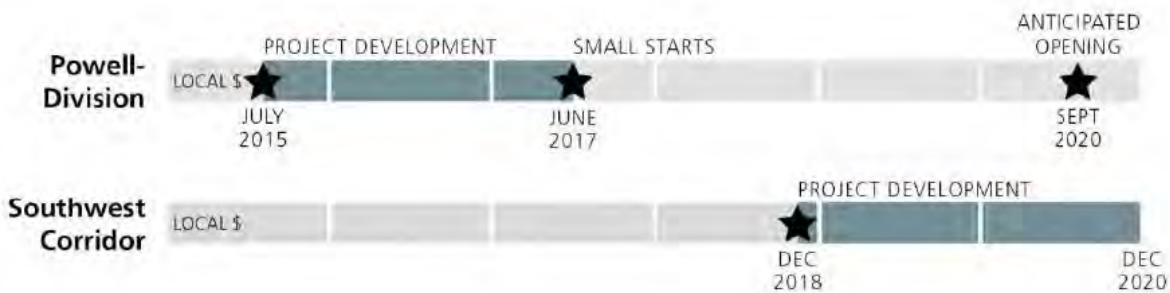 ANTICIPATED
OPENING
PROJECT DEVELOPMENT
SMALL STARTS
Powell-
Division
LOCAL $
JULY
2015
JUNE
2017
SEPT
2020
PROJECT DEVELOPMENT
Southwest
Corridor
LOCAL $
DEC
2018
DEC
2020